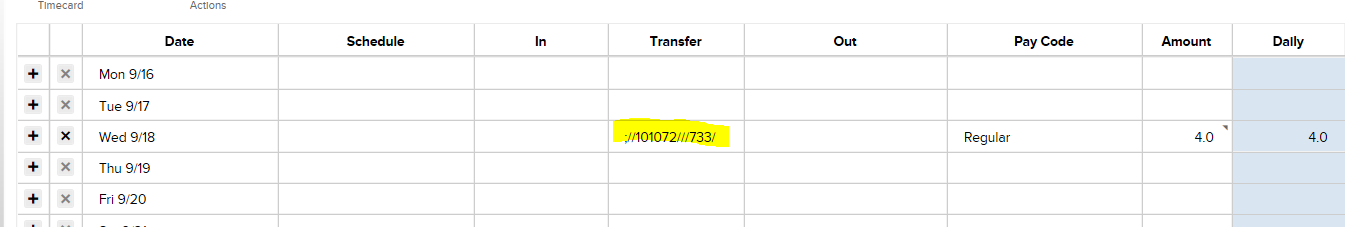 Timecard Actions
Date Schedule In Transfer Out Pay Code Amount Daily
+ × Mon 9/16
+ × Tue 9/17
+ × Wed 9/18 ;//101072///733/ Regular 4.0 4.0
+ × Thu 9/19
+ × Fri 9/20